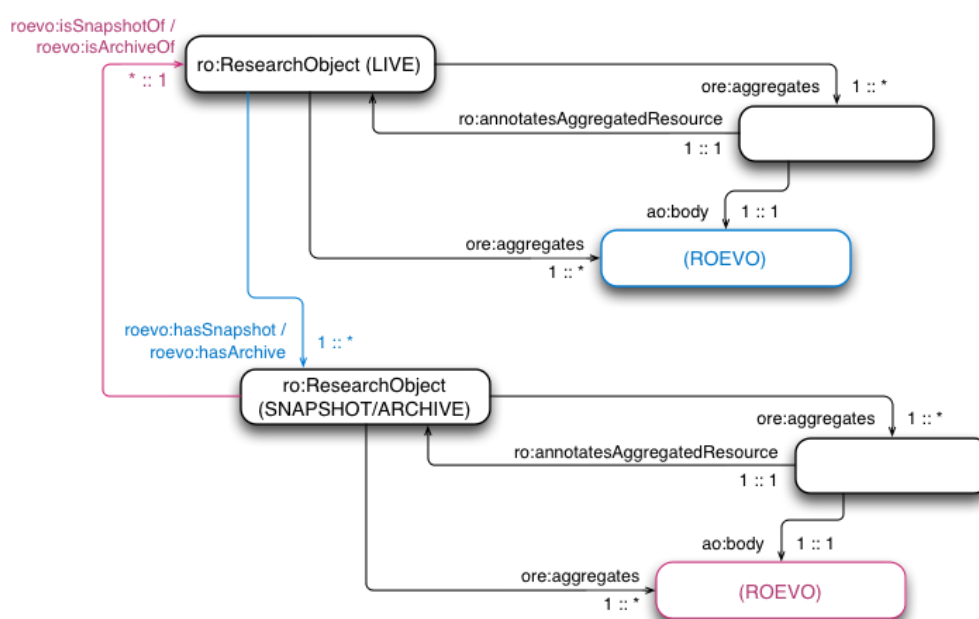 roevo:isSnapshotOf /
roevo:isArchiveOf
* :: 1
ro:ResearchObject (LIVE)
ore:aggregates
1 :: *
ro:annotatesAggregatedResource
1 :: 1
ao:body
1 :: 1
ore:aggregates
1 :: *
(ROEVO)
roevo:hasSnapshot /
roevo:hasArchive
1 :: *
ro:ResearchObject
(SNAPSHOT/ARCHIVE)
ore:aggregates
1 :: *
ro:annotatesAggregatedResource
1 :: 1
ao:body
1 :: 1
ore:aggregates
1 :: *
(ROEVO)